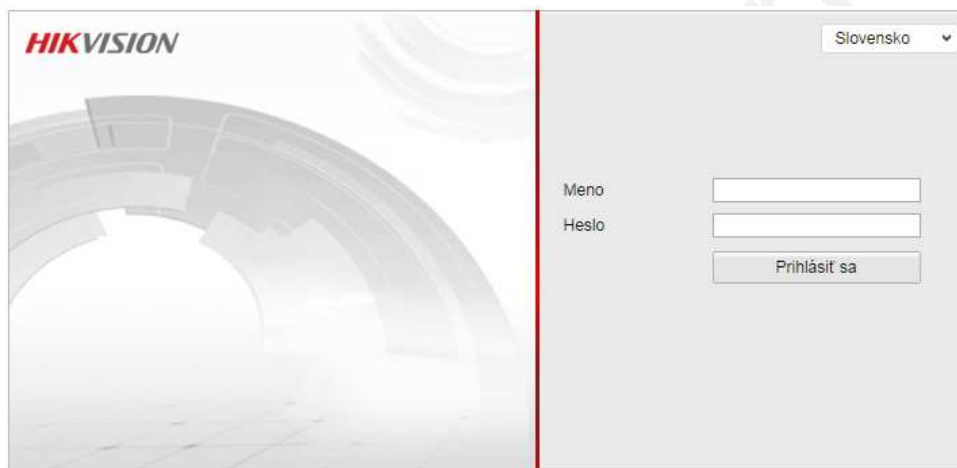 HIKVISION
Slovensko
Meno
Heslo
Prihlásiť sa